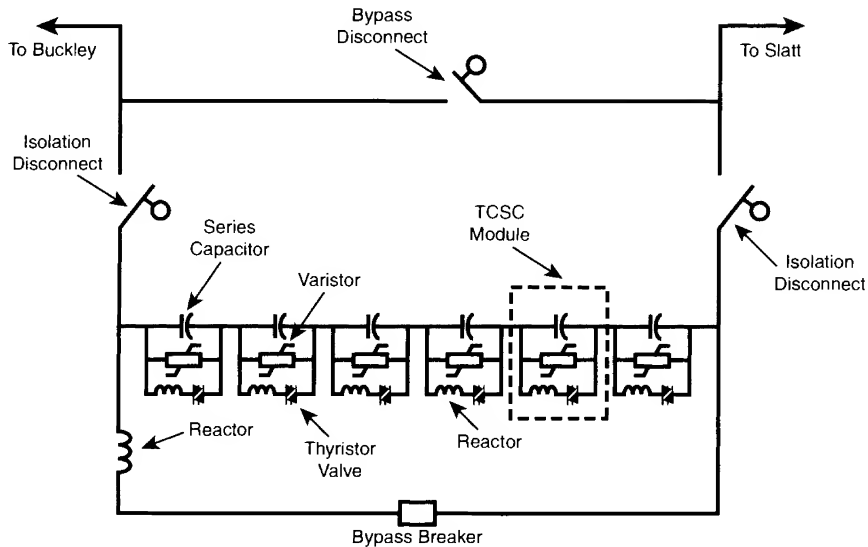 Bypass
Disconnect
To Buckley
To Slatt
Isolation
Disconnect
Series
Capacitor
TCSC
Module
Varistor
Isolation
Disconnect
Reactor
Thyristor
Valve
Reactor
Bypass Breaker